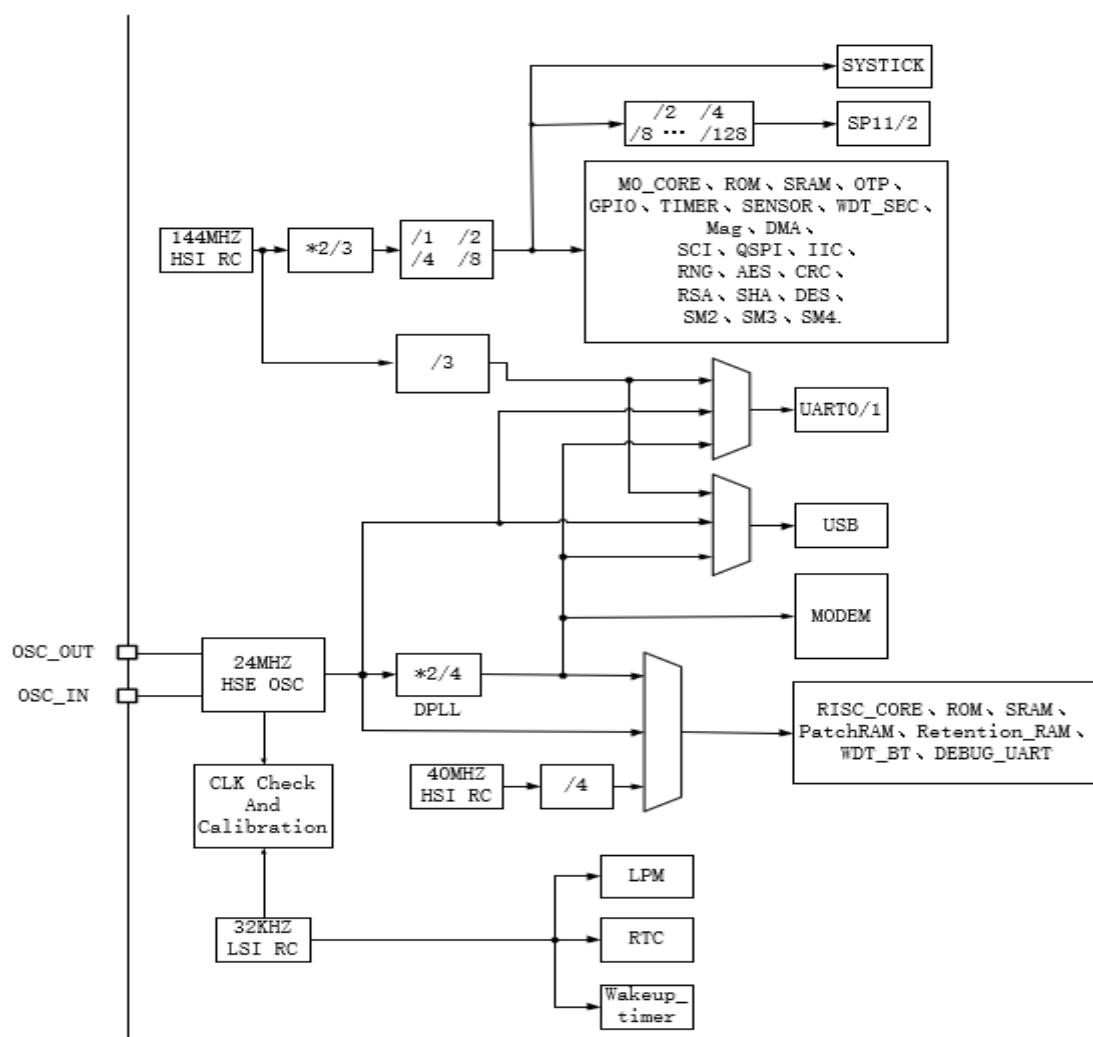 SYSTICK
/2 /4
/8 ··· /128
SP11/2
M0_CORE、ROM、SRAM、OTP、
GPIO、TIMER、SENSOR、WDT_SEC、
Mag、DMA、
SCI、QSPI、IIC、
RNG、AES、CRC、
RSA、SHA、DES、
SM2、SM3、SM4.
144MHZ
HSI RC
*2/3
/1 /2
/4 /8
/3
UART0/1
USB
MODEM
OSC_OUT
OSC_IN
24MHZ
HSE OSC
*2/4
DPLL
RISC_CORE、ROM、SRAM、
PatchRAM、Retention_RAM、
WDT_BT、DEBUG_UART
40MHZ
HSI RC
/4
CLK Check
And
Calibration
LPM
32KHZ
LSI RC
RTC
Wakeup_
timer